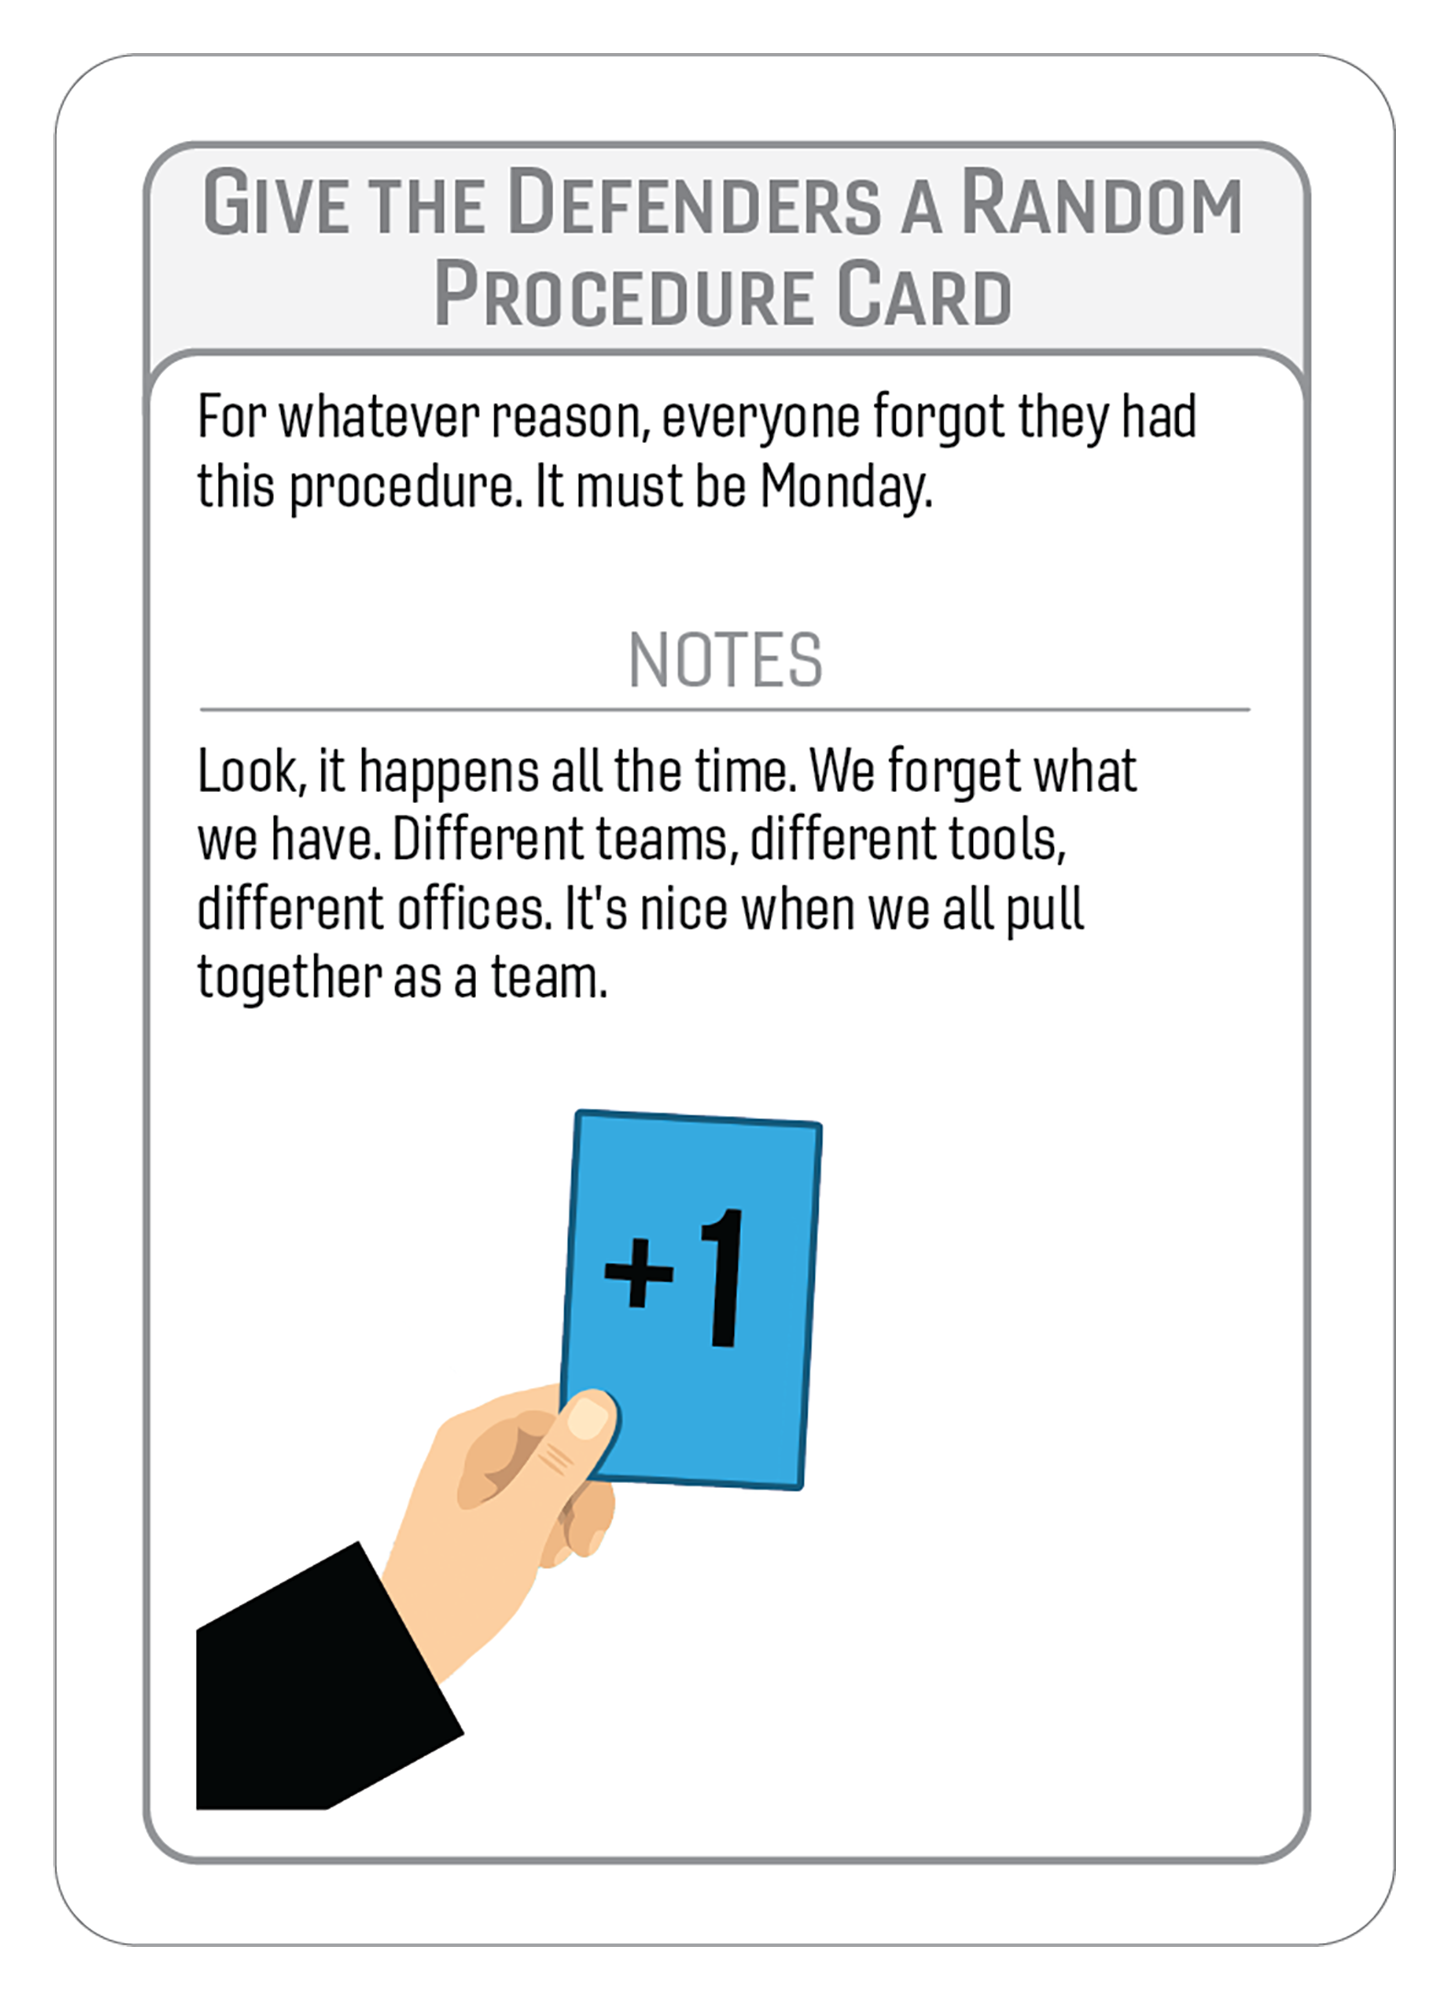 GIVE THE DEFENDERS A RANDOM
PROCEDURE CARD
For whatever reason, everyone forgot they had
this procedure. It must be Monday.
NOTES
Look, it happens all the time. We forget what
we have. Different teams, different tools,
different offices. It's nice when we all pull
together as a team.
+1